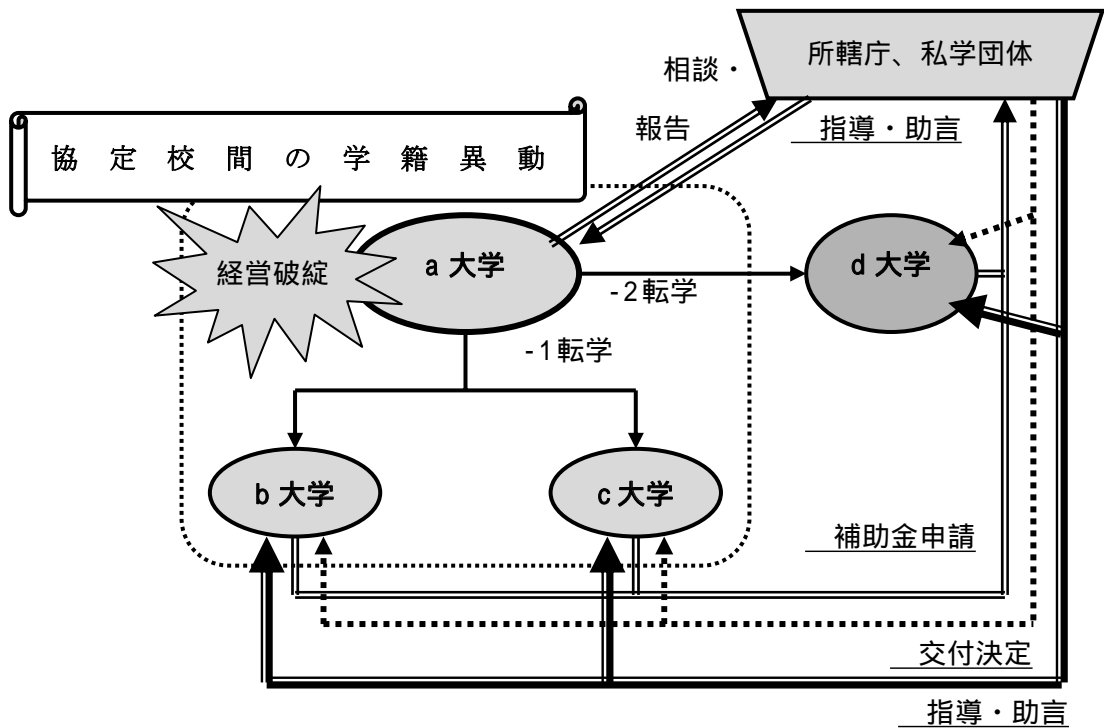 所轄庁、私学団体
相談・
報告
指導・助言
協定校間の学籍異動
経営破綻
a 大学
d 大学
-2転学
-1転学
b 大学
c 大学
補助金申請
交付決定
指導・助言